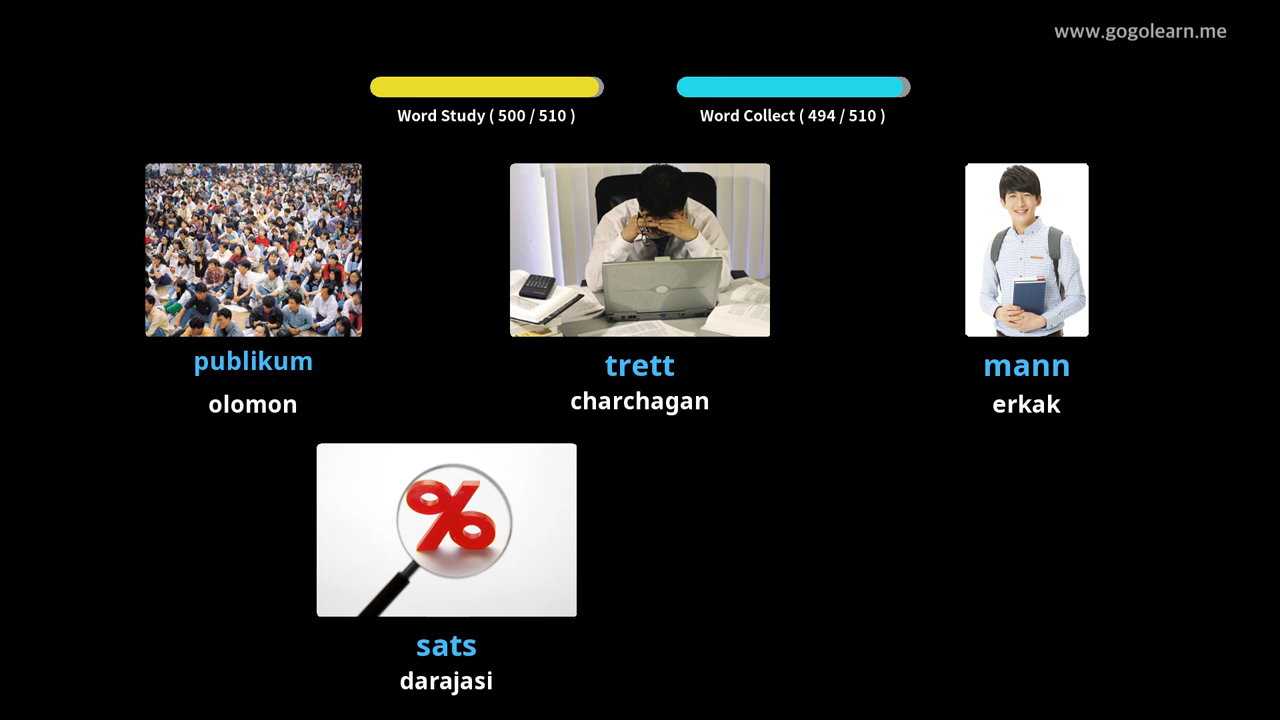 www.gogolearn.me
Word Study ( 500 / 510 )
Word Collect ( 494 / 510 )
publikum
olomon
trett
charchagan
mann
erkak
sats
darajasi